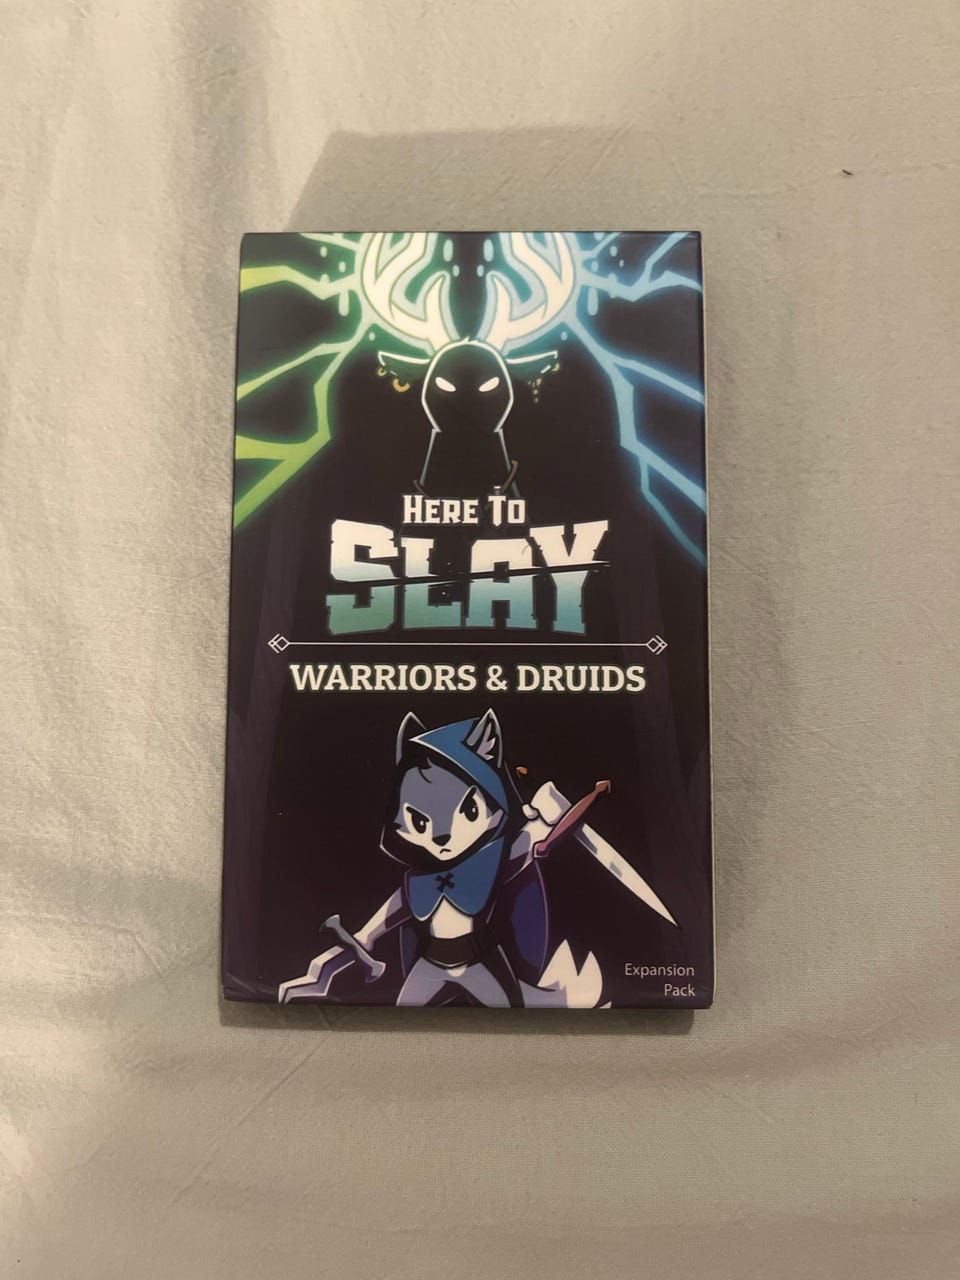 HERE TO
SLAY
WARRIORS & DRUIDS
Expansion
Pack